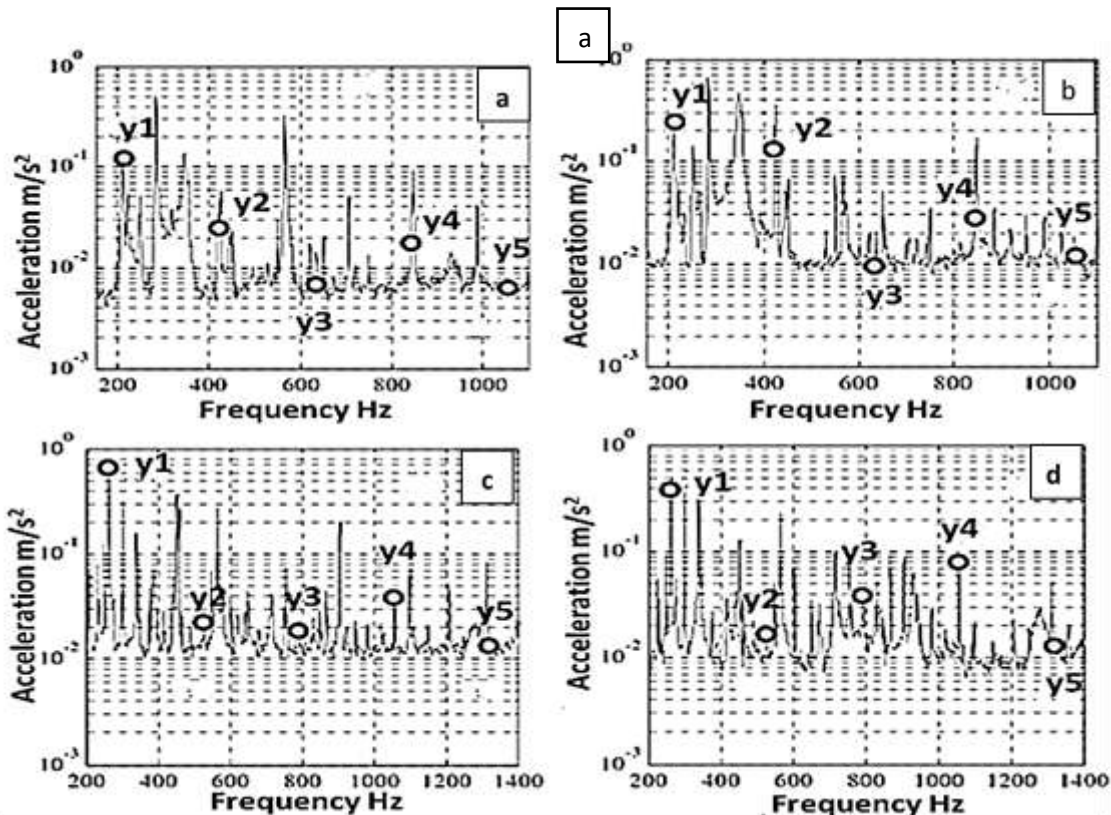 a
10⁰
10⁻¹
10⁻²
10⁻³
Acceleration m/s²
a
y1
y2
y3
y4
y5
200 400 600 800 1000
Frequency Hz
10⁰
10⁻¹
10⁻²
10⁻³
Acceleration m/s²
b
y1
y2
y3
y4
y5
200 400 600 800 1000
Frequency Hz
10⁰
10⁻¹
10⁻²
10⁻³
Acceleration m/s²
c
y1
y2
y3
y4
y5
200 400 600 800 1000 1200 1400
Frequency Hz
10⁰
10⁻¹
10⁻²
10⁻³
Acceleration m/s²
d
y1
y2
y3
y4
y5
200 400 600 800 1000 1200 1400
Frequency Hz